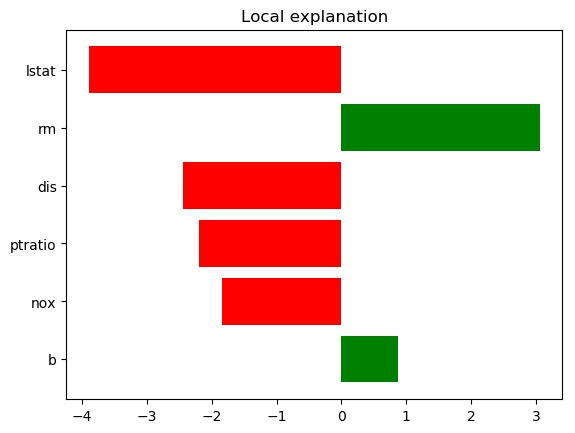 Local explanation
lstat
rm
dis
ptratio
nox
b
−4 −3 −2 −1 0 1 2 3